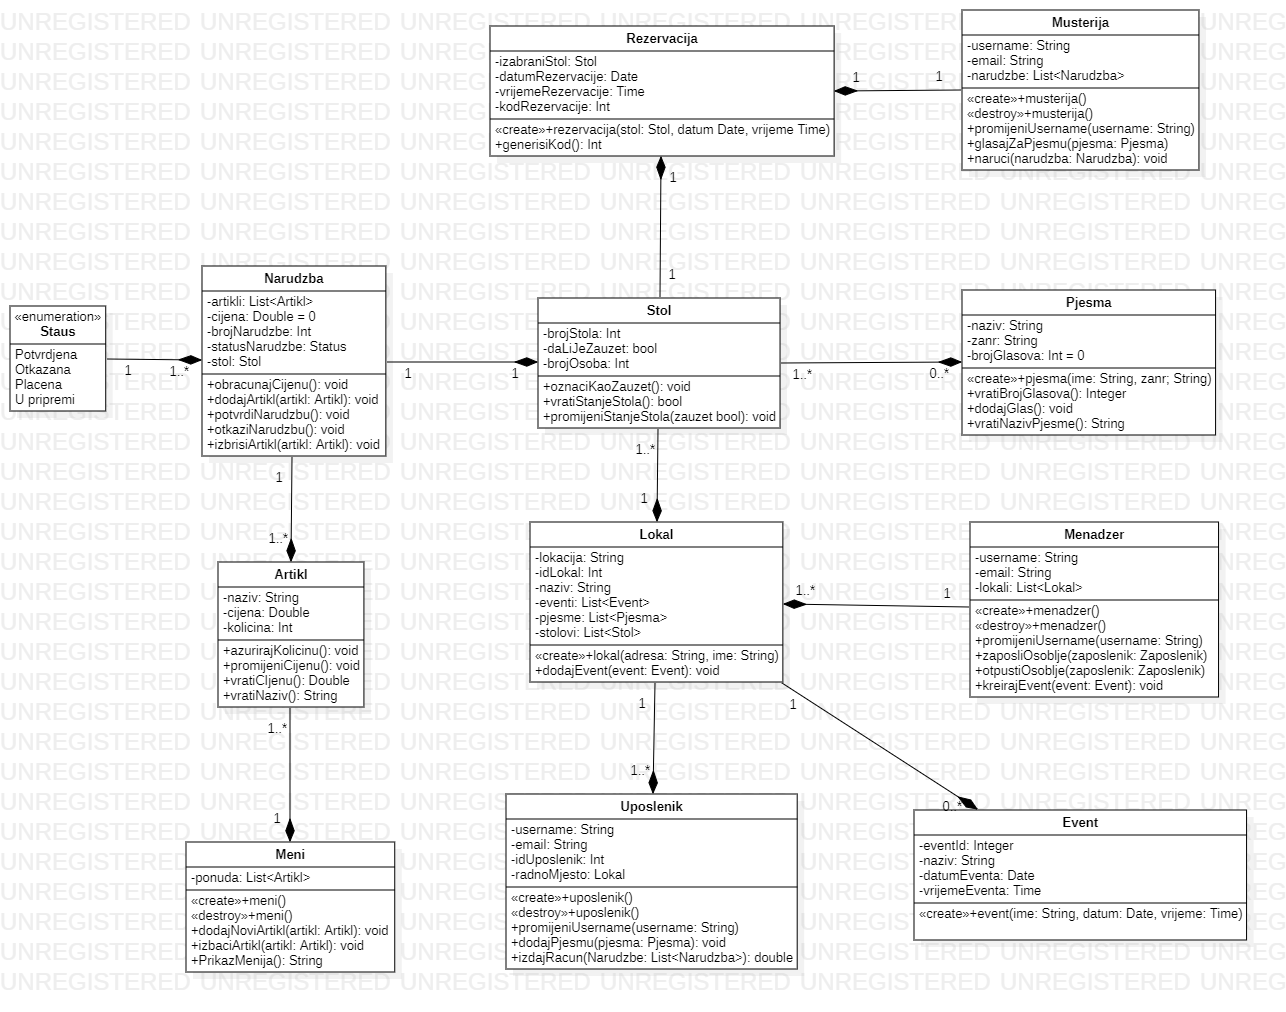 Rezervacija
-izabraniStol: Stol
-datumRezervacije: Date
-vrijemeRezervacije: Time
-kodRezervacije: Int
«create»+rezervacija(stol: Stol, datum Date, vrijeme Time)
+generisiKod(): Int
1
1
Musterija
-username: String
-email: String
-narudzbe: List<Narudzba>
«create»+musterija()
«destroy»+musterija()
+promijeniUsername(username: String)
+glasajZaPjesmu(pjesma: Pjesma)
+naruci(narudzba: Narudzba): void
1
1
«enumeration»
Staus
Potvrdjena
Otkazana
Placena
U pripremi
1
1..*
Narudzba
-artikli: List<Artikl>
-cijena: Double = 0
-brojNarudzbe: Int
-statusNarudzbe: Status
-stol: Stol
+obracunajCijenu(): void
+dodajArtikl(artikl: Artikl): void
+potvrdiNarudzbu(): void
+otkaziNarudzbu(): void
+izbrisiArtikl(artikl: Artikl): void
1
1
Stol
-brojStola: Int
-daLiJeZauzet: bool
-brojOsoba: Int
+oznaciKaoZauzet(): void
+vratiStanjeStola(): bool
+promijeniStanjeStola(zauzet bool): void
1..*
0..*
Pjesma
-naziv: String
-zanr: String
-brojGlasova: Int = 0
«create»+pjesma(ime: String, zanr; String)
+vratiBrojGlasova(): Integer
+dodajGlas(): void
+vratiNazivPjesme(): String
1
1..*
1..*
1
Artikl
-naziv: String
-cijena: Double
-kolicina: Int
+azurirajKolicinu(): void
+promijeniCijenu(): void
+vratiCIjenu(): Double
+vratiNaziv(): String
Lokal
-lokacija: String
-idLokal: Int
-naziv: String
-eventi: List<Event>
-pjesme: List<Pjesma>
-stolovi: List<Stol>
«create»+lokal(adresa: String, ime: String)
+dodajEvent(event: Event): void
1..*
1
Menadzer
-username: String
-email: String
-lokali: List<Lokal>
«create»+menadzer()
«destroy»+menadzer()
+promijeniUsername(username: String)
+zaposliOsoblje(zaposlenik: Zaposlenik)
+otpustiOsoblje(zaposlenik: Zaposlenik)
+kreirajEvent(event: Event): void
1..*
1
1
1..*
1
0..*
Meni
-ponuda: List<Artikl>
«create»+meni()
«destroy»+meni()
+dodajNoviArtikl(artikl: Artikl): void
+izbaciArtikl(artikl: Artikl): void
+PrikazMenija(): String
Uposlenik
-username: String
-email: String
-idUposlenik: Int
-radnoMjesto: Lokal
«create»+uposlenik()
«destroy»+uposlenik()
+promijeniUsername(username: String)
+dodajPjesmu(pjesma: Pjesma): void
+izdajRacun(Narudzbe: List<Narudzba>): double
Event
-eventId: Integer
-naziv: String
-datumEventa: Date
-vrijemeEventa: Time
«create»+event(ime: String, datum: Date, vrijeme: Time)